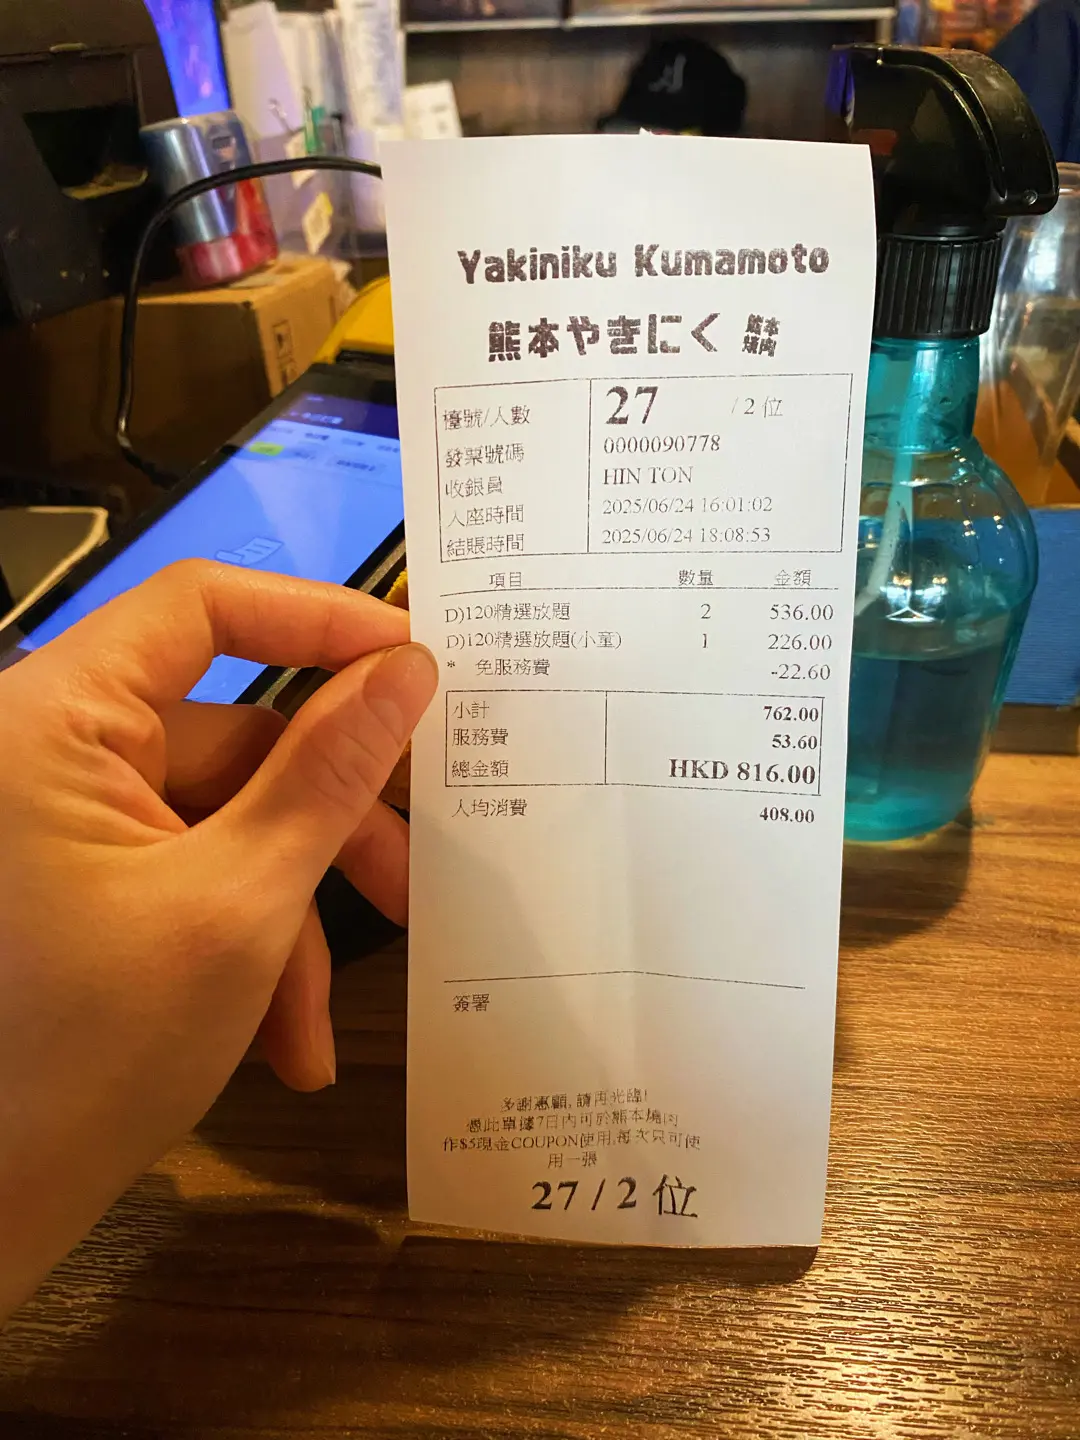 Yakiniku Kumamoto
熊本やきにく 熊本燒肉
檯號/人數 27 /2位
發票號碼 0000090778
收銀員 HIN TON
入座時間 2025/06/24 16:01:02
結賬時間 2025/06/24 18:08:53
項目 數量 金額
D)120精選放題 2 536.00
D)120精選放題(小童) 1 226.00
* 免服務費 -22.60
小計 762.00
服務費 53.60
總金額 HKD 816.00
人均消費 408.00
簽署
多謝惠顧,請再光臨!
憑此單據7日內可於熊本燒肉
作$5現金COUPON使用,每次只可使
用一張
27 / 2 位